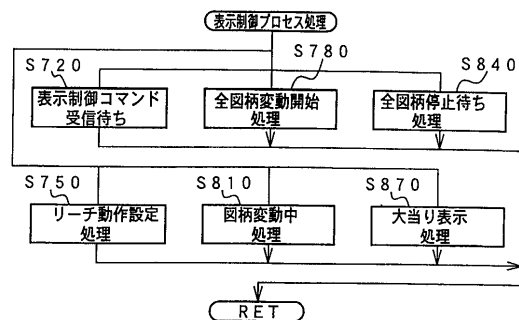 表示制御プロセス処理
S720
S780
S840
表示制御コマンド
受信待ち
全図柄変動開始
処理
全図柄停止待ち
処理
S750
S810
S870
リーチ動作設定
処理
図柄変動中
処理
大当り表示
処理
RET